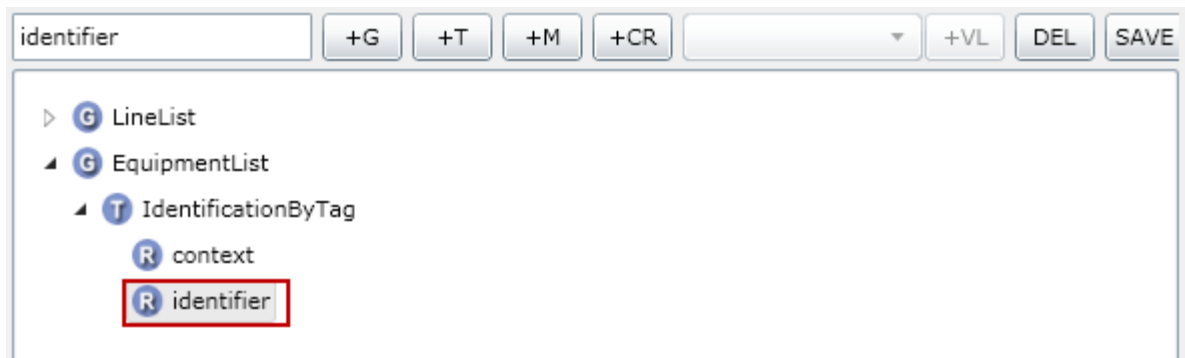 identifier +G +T +M +CR +VL DEL SAVE
G LineList
G EquipmentList
T IdentificationByTag
R context
R identifier